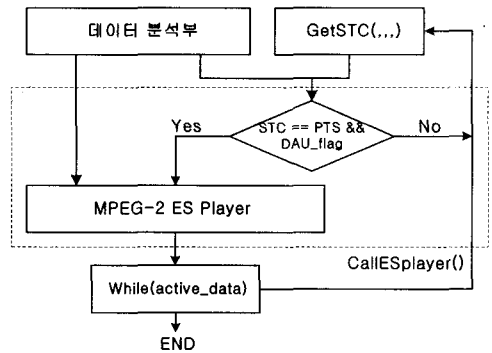 데이터 분석부
GetSTC(,,,)
Yes
STC == PTS &&
DAU_flag
No
MPEG-2 ES Player
CallESplayer()
While(active_data)
END